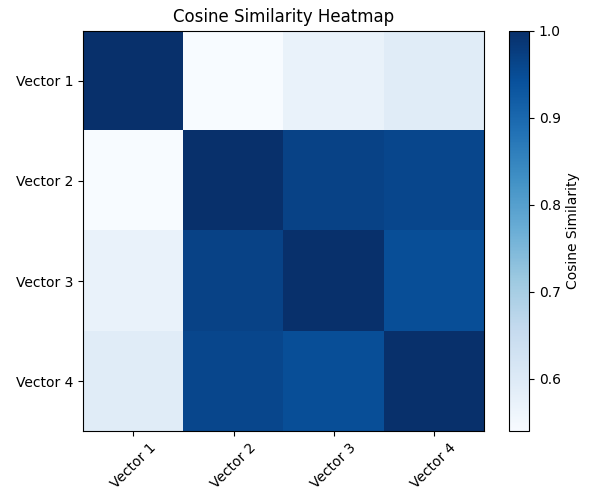 Cosine Similarity Heatmap
Vector 1
Vector 2
Vector 3
Vector 4
Vector 1
Vector 2
Vector 3
Vector 4
1.0
0.9
0.8
0.7
0.6
Cosine Similarity